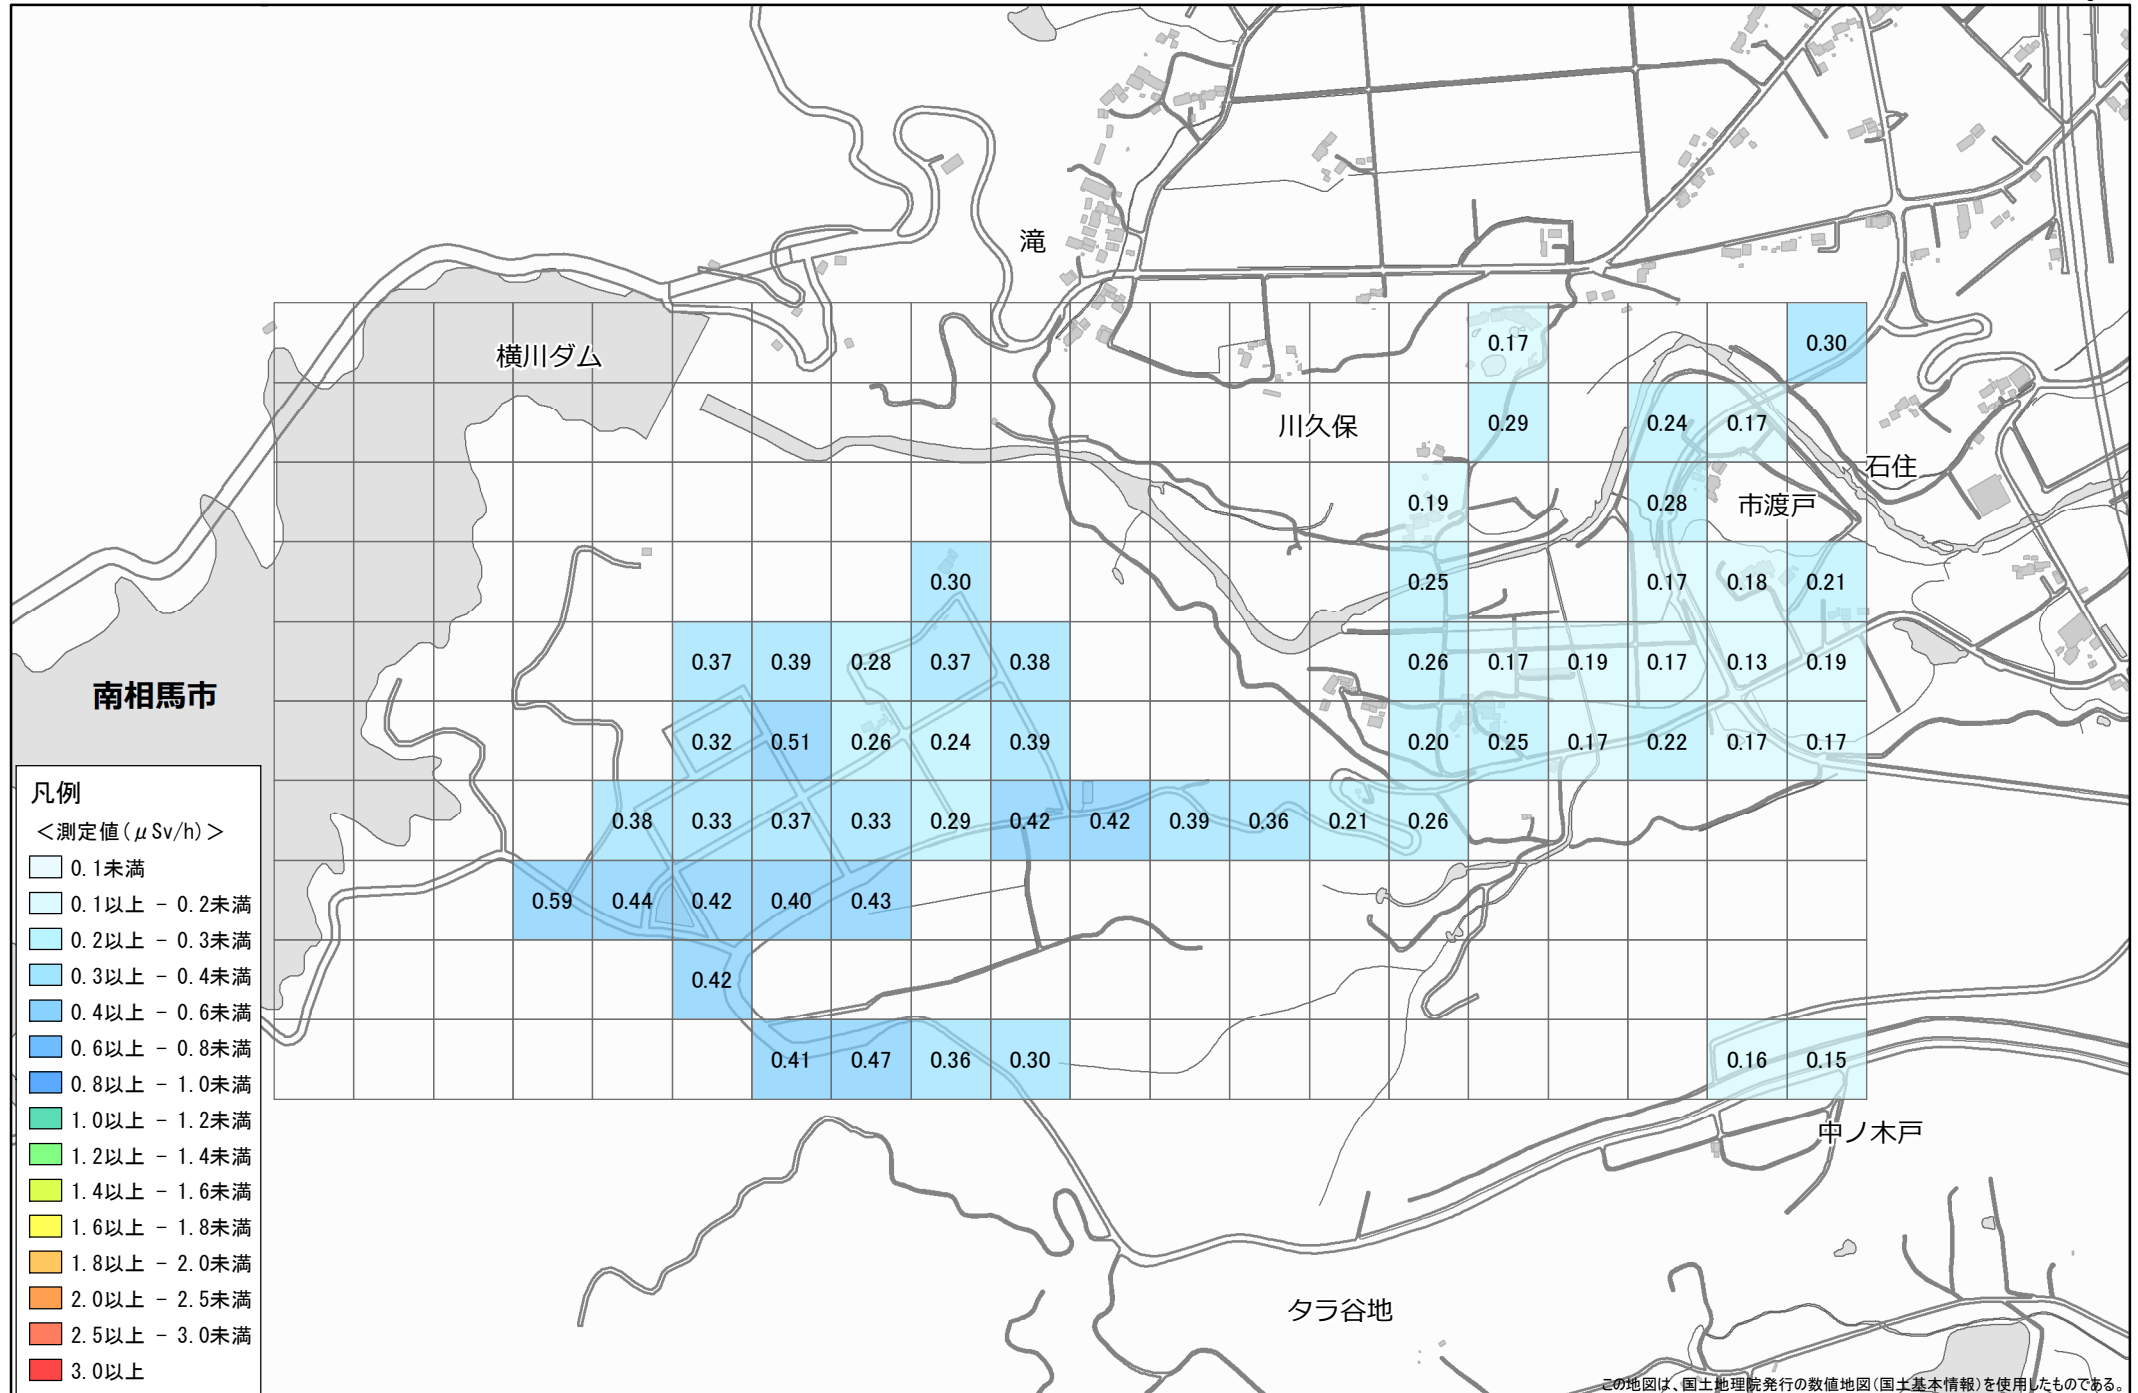 滝
横川ダム
0.17
0.30
川久保
0.29
0.24
0.17
石住
0.19
0.28
市渡戸
0.30
0.25
0.17
0.18
0.21
0.37
0.39
0.28
0.37
0.38
0.26
0.17
0.19
0.17
0.13
0.19
南相馬市
0.32
0.51
0.26
0.24
0.39
0.20
0.25
0.17
0.22
0.17
0.17
0.38
0.33
0.37
0.33
0.29
0.42
0.42
0.39
0.36
0.21
0.26
0.59
0.44
0.42
0.40
0.43
0.42
0.41
0.47
0.36
0.30
0.16
0.15
中ノ木戸
タラ谷地
凡例
＜測定値(μSv/h)＞
0.1未満
0.1以上 - 0.2未満
0.2以上 - 0.3未満
0.3以上 - 0.4未満
0.4以上 - 0.6未満
0.6以上 - 0.8未満
0.8以上 - 1.0未満
1.0以上 - 1.2未満
1.2以上 - 1.4未満
1.4以上 - 1.6未満
1.6以上 - 1.8未満
1.8以上 - 2.0未満
2.0以上 - 2.5未満
2.5以上 - 3.0未満
3.0以上
この地図は、国土地理院発行の数値地図(国土基本情報)を使用したものである。